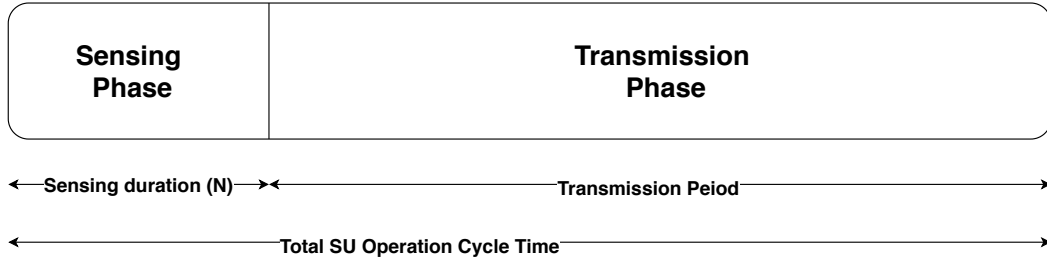 Sensing
Phase
Transmission
Phase
Sensing duration (N)
Transmission Peiod
Total SU Operation Cycle Time